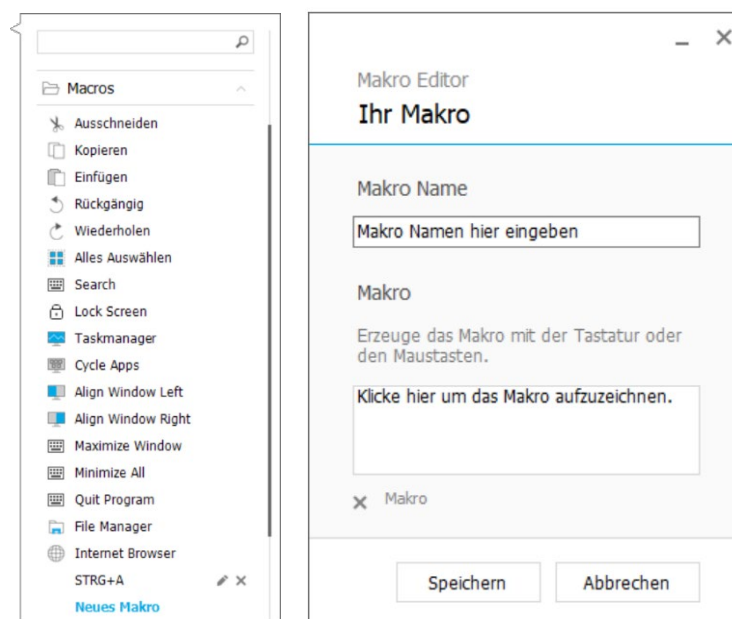 Macros
Ausschneiden
Kopieren
Einfügen
Rückgängig
Wiederholen
Alles Auswählen
Search
Lock Screen
Taskmanager
Cycle Apps
Align Window Left
Align Window Right
Maximize Window
Minimize All
Quit Program
File Manager
Internet Browser
STRG+A
Neues Makro
Makro Editor
Ihr Makro
Makro Name
Makro Namen hier eingeben
Makro
Erzeuge das Makro mit der Tastatur oder
den Maustasten.
Klicke hier um das Makro aufzuzeichnen.
Makro
Speichern
Abbrechen